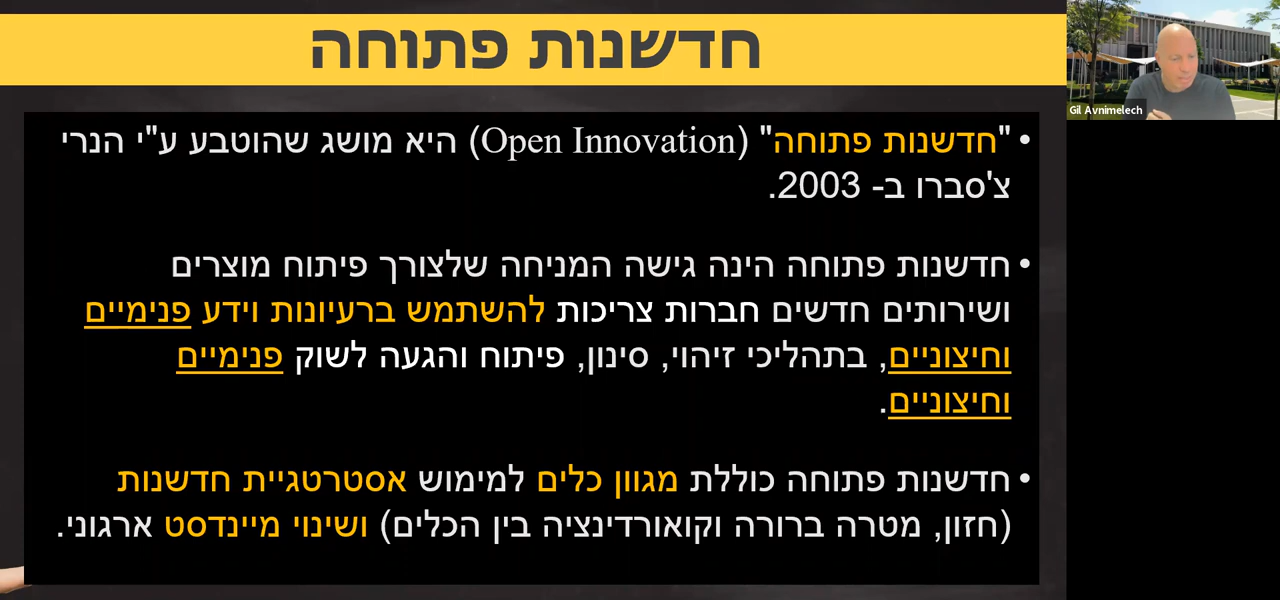 חדשנות פתוחה
Gil Avnimelech
• "חדשנות פתוחה" (Open Innovation) היא מושג שהוטבע ע"י הנרי
צ'סברו ב- 2003.
• חדשנות פתוחה הינה גישה המניחה שלצורך פיתוח מוצרים
ושירותים חדשים חברות צריכות להשתמש ברעיונות וידע פנימיים
וחיצוניים, בתהליכי זיהוי, סינון, פיתוח והגעה לשוק פנימיים
וחיצוניים.
• חדשנות פתוחה כוללת מגוון כלים למימוש אסטרטגיית חדשנות
(חזון, מטרה ברורה וקואורדינציה בין הכלים) ושינוי מיינדסט ארגוני.